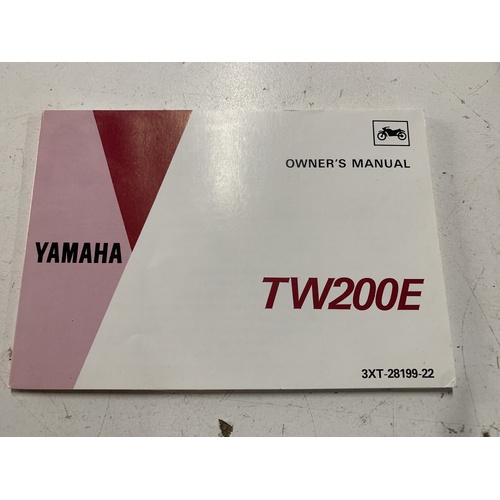 OWNER'S MANUAL
YAMAHA
TW200E
3XT-28199-22